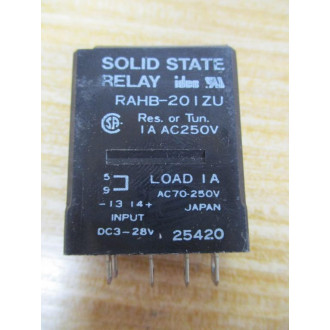 SOLID STATE
RELAY idec
RAHB-201ZU
Res. or Tun.
1A AC250V
5 LOAD 1A
9 AC70-250V
-13 14+ JAPAN
INPUT
DC3-28V 25420